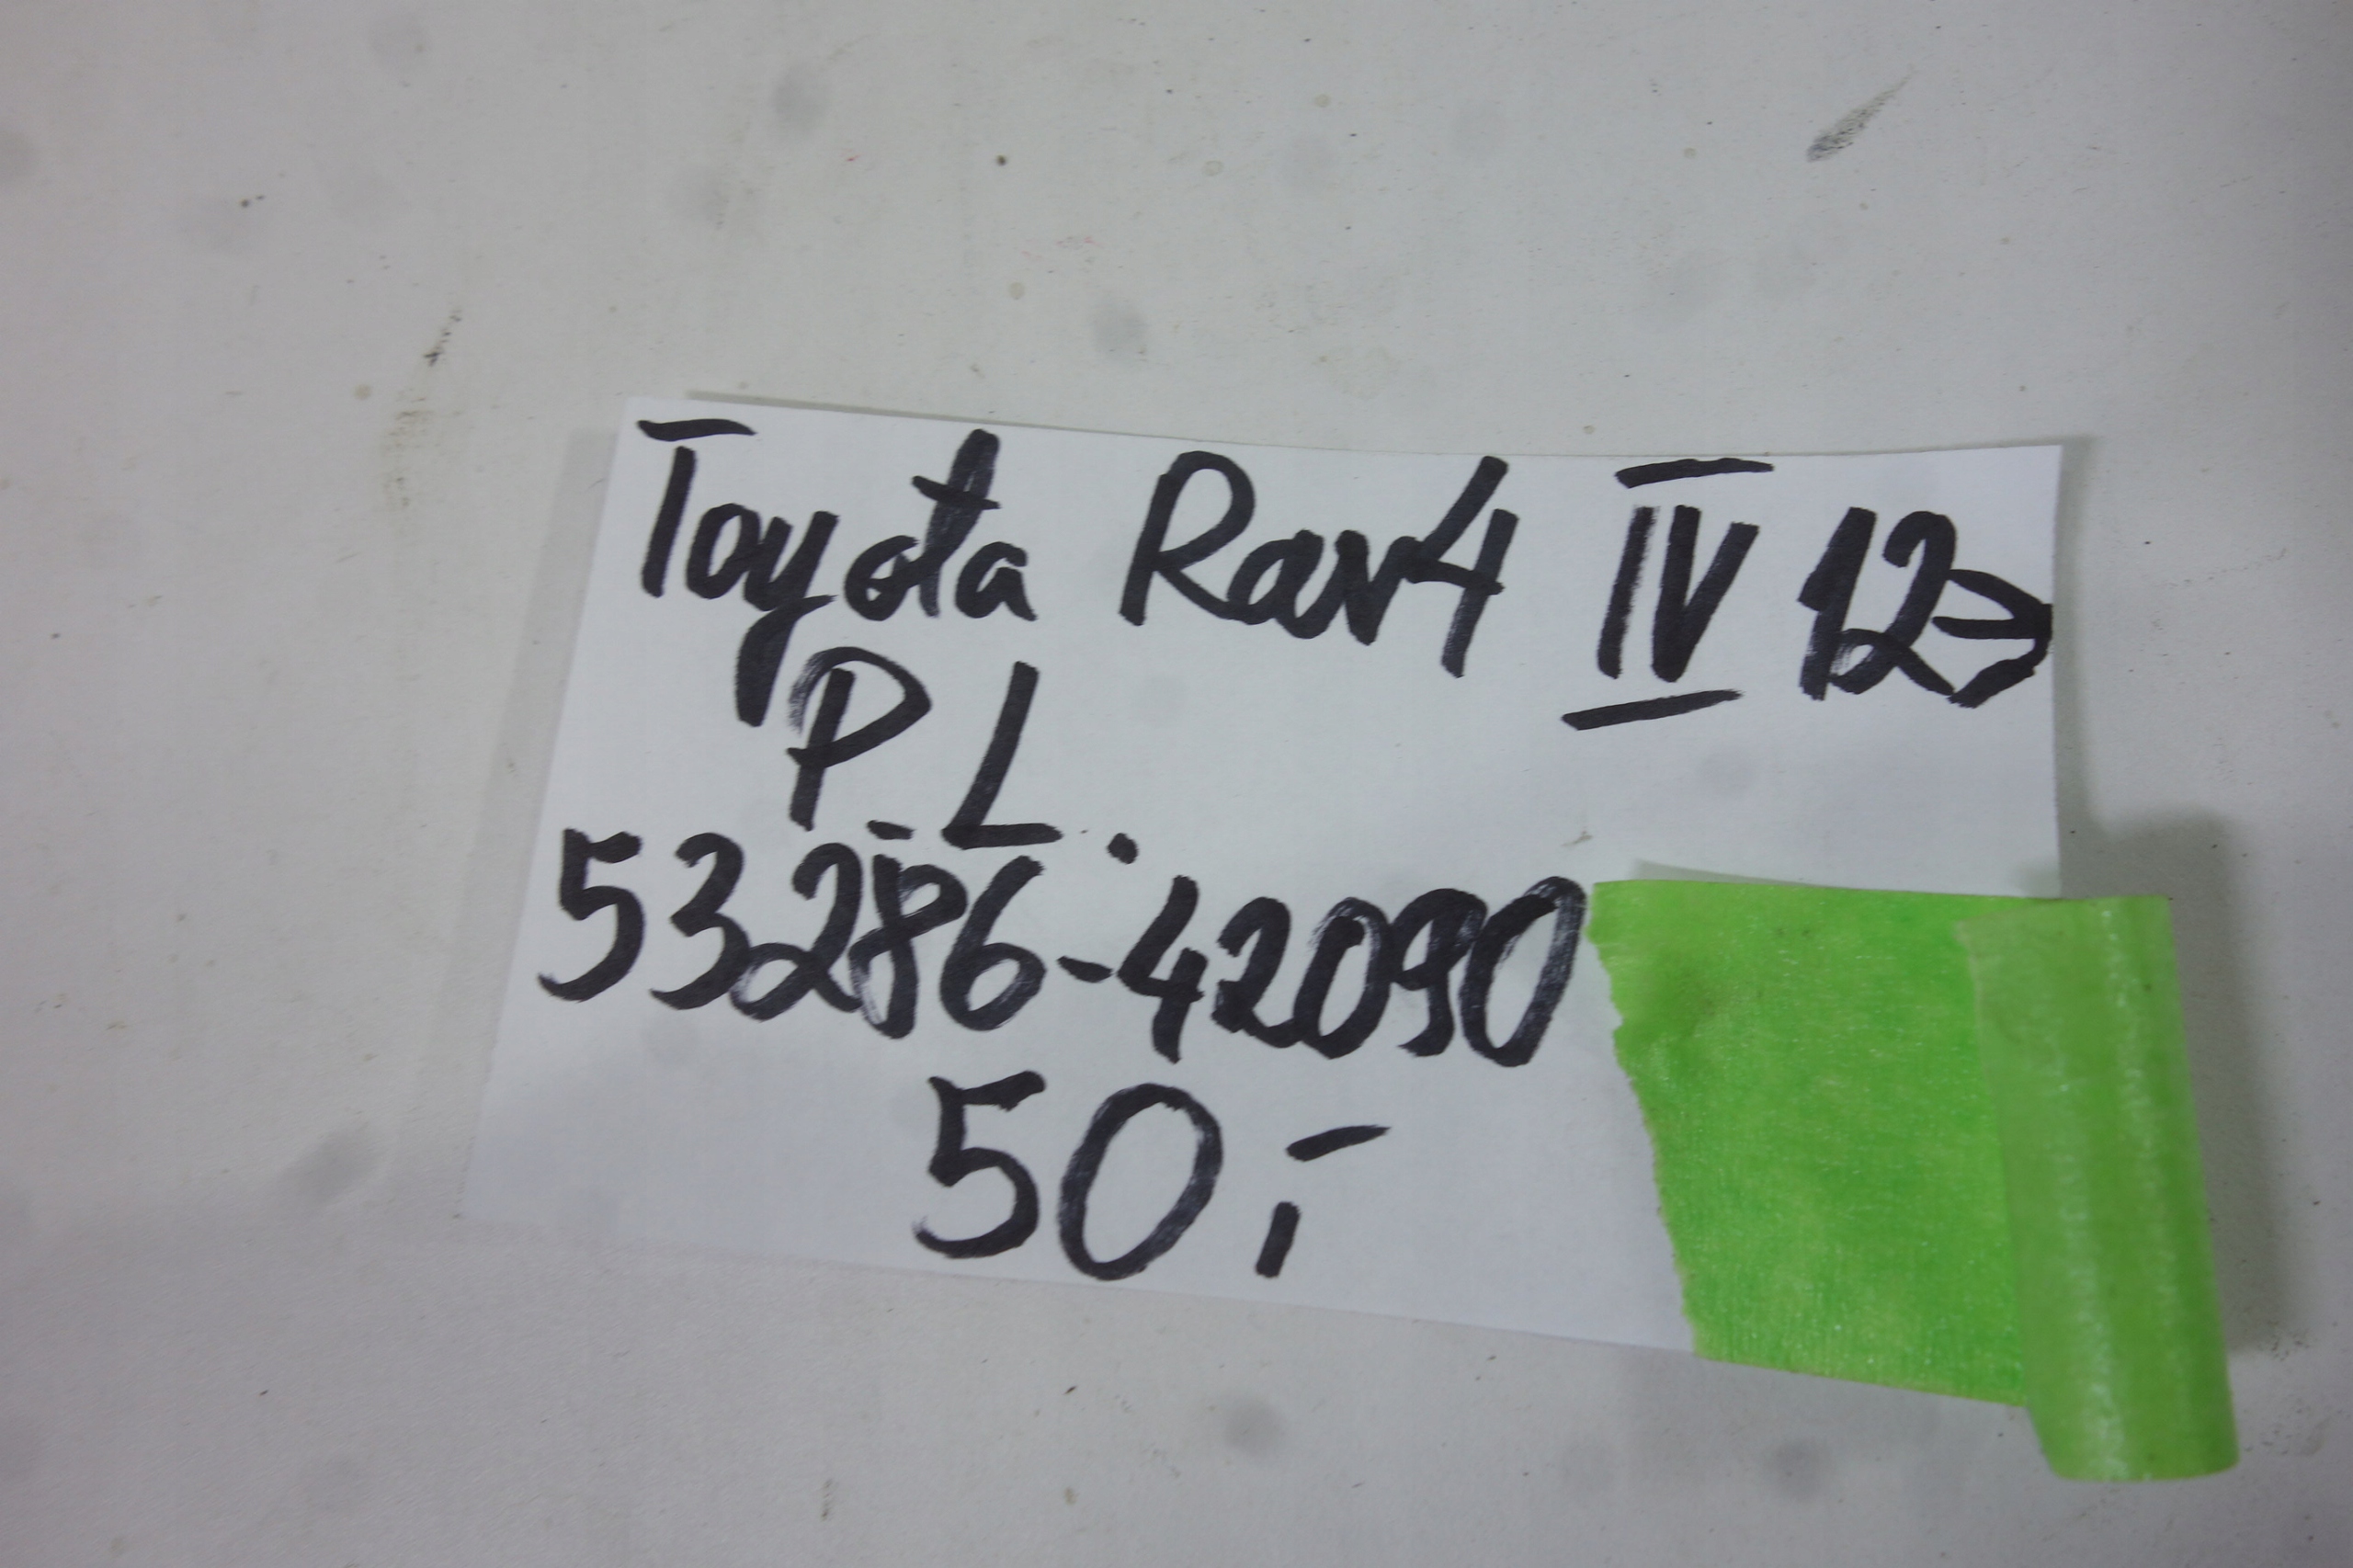 Toyota Rav4 IV 12⇒
P. L.
53286-42090
50,-